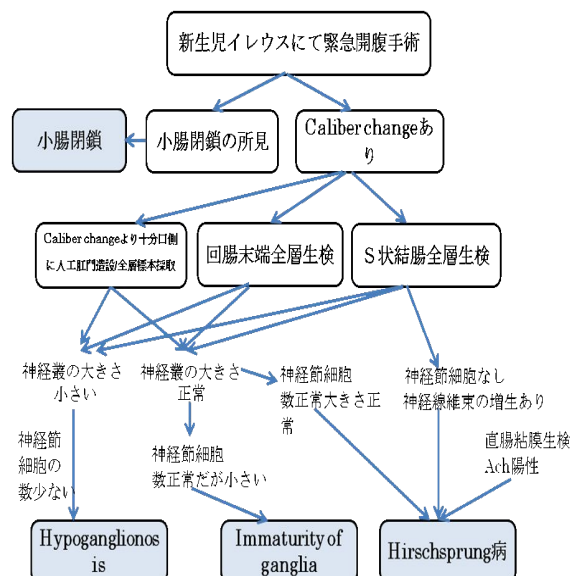 新生児イレウスにて緊急開腹手術
小腸閉鎖
小腸閉鎖の所見
Caliber changeあ
り
Caliber changeより十分口側
に人工肛門造設/全層標本採取
回腸末端全層生検
S状結腸全層生検
神経叢の大きさ
小さい
神経叢の大きさ
正常
神経節細胞
数正常大きさ正
常
神経節細胞なし
神経線維束の増生あり
神経節
細胞の
数少ない
神経節細胞
数正常だが小さい
直腸粘膜生検
Ach陽性
Hypoganglionos
is
Immaturity of
ganglia
Hirschsprung病